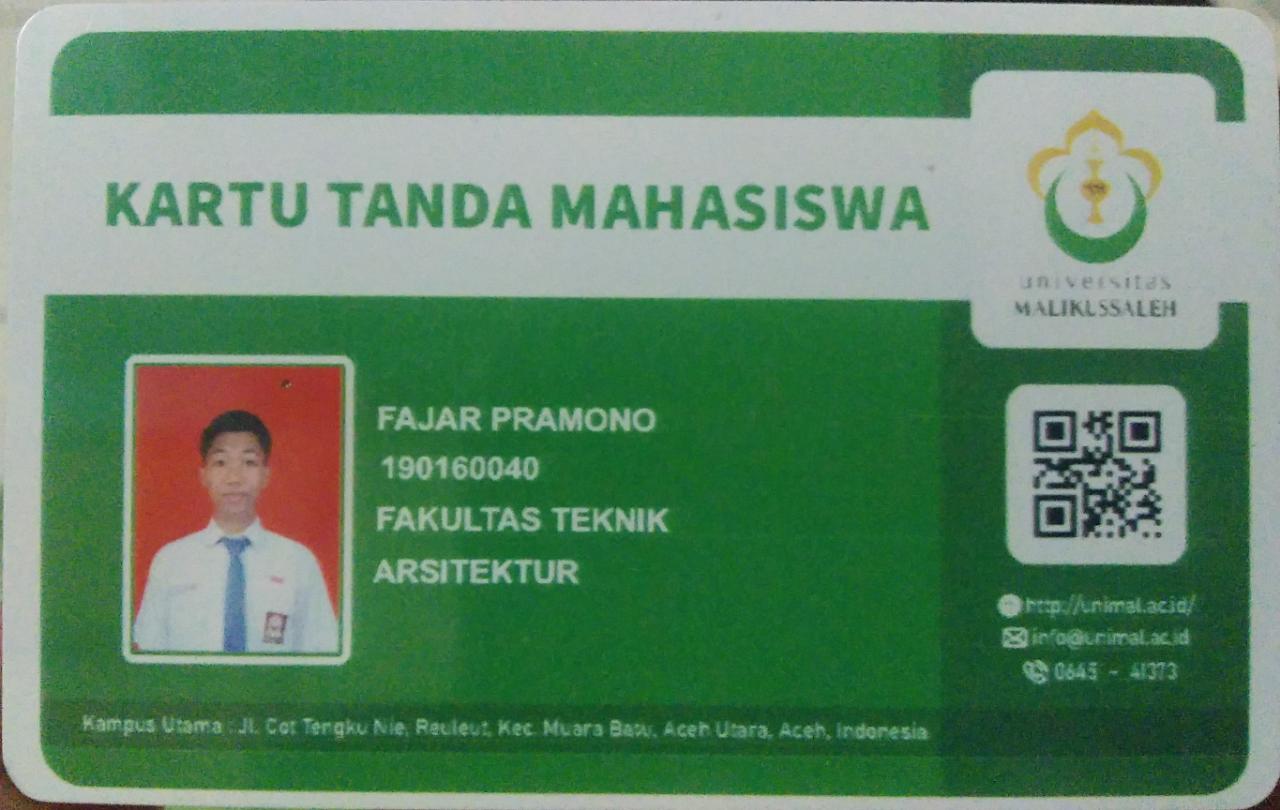 KARTU TANDA MAHASISWA
universitas
MALIKUSSALEH
FAJAR PRAMONO
190160040
FAKULTAS TEKNIK
ARSITEKTUR
http://unimal.ac.id/
info@unimal.ac.id
0645 - 41373
Kampus Utama : Jl. Cot Tengku Nie, Reuleut, Kec. Muara Batu, Aceh Utara, Aceh, Indonesia